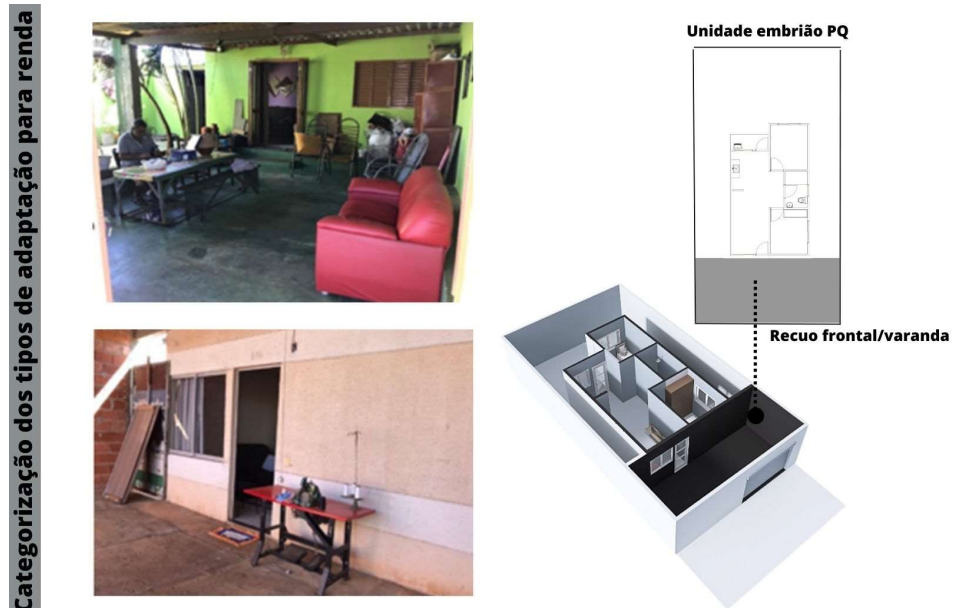 Categorização dos tipos de adaptação para renda
Unidade embrião PQ
Recuo frontal/varanda